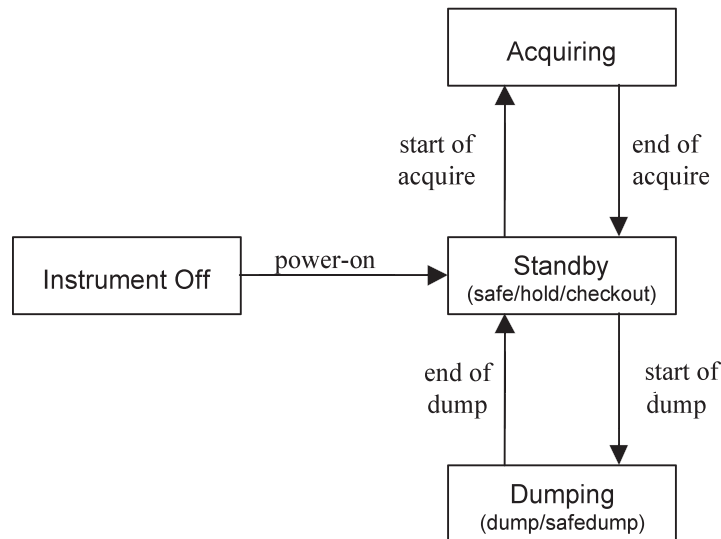 Acquiring
start of
acquire
end of
acquire
Instrument Off
power-on
Standby
(safe/hold/checkout)
end of
dump
start of
dump
Dumping
(dump/safedump)